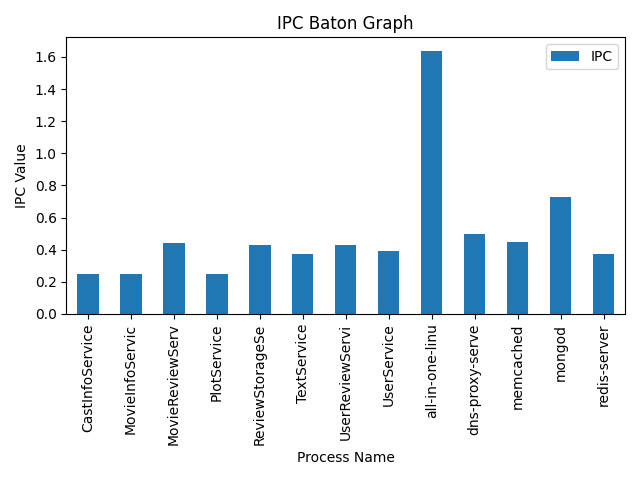 IPC Baton Graph
IPC
IPC Value
1.6
1.4
1.2
1.0
0.8
0.6
0.4
0.2
0.0
CastInfoService
MovieInfoServic
MovieReviewServ
PlotService
ReviewStorageSe
TextService
UserReviewServi
UserService
all-in-one-linu
dns-proxy-serve
memcached
mongod
redis-server
Process Name